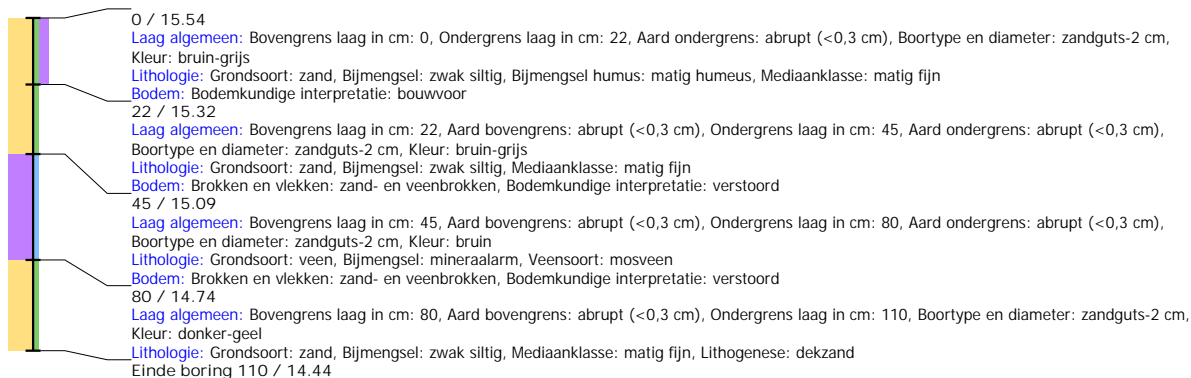 0 / 15.54
Laag algemeen: Bovengrens laag in cm: 0, Ondergrens laag in cm: 22, Aard ondergrens: abrupt (<0,3 cm), Boortype en diameter: zandguts-2 cm,
Kleur: bruin-grijs
Lithologie: Grondsoort: zand, Bijmengsel: zwak siltig, Bijmengsel humus: matig humeus, Mediaanklasse: matig fijn
Bodem: Bodemkundige interpretatie: bouwvoor
22 / 15.32
Laag algemeen: Bovengrens laag in cm: 22, Aard bovengrens: abrupt (<0,3 cm), Ondergrens laag in cm: 45, Aard ondergrens: abrupt (<0,3 cm),
Boortype en diameter: zandguts-2 cm, Kleur: bruin-grijs
Lithologie: Grondsoort: zand, Bijmengsel: zwak siltig, Mediaanklasse: matig fijn
Bodem: Brokken en vlekken: zand- en veenbrokken, Bodemkundige interpretatie: verstoord
45 / 15.09
Laag algemeen: Bovengrens laag in cm: 45, Aard bovengrens: abrupt (<0,3 cm), Ondergrens laag in cm: 80, Aard ondergrens: abrupt (<0,3 cm),
Boortype en diameter: zandguts-2 cm, Kleur: bruin
Lithologie: Grondsoort: veen, Bijmengsel: mineraalarm, Veensoort: mosveen
Bodem: Brokken en vlekken: zand- en veenbrokken, Bodemkundige interpretatie: verstoord
80 / 14.74
Laag algemeen: Bovengrens laag in cm: 80, Aard bovengrens: abrupt (<0,3 cm), Ondergrens laag in cm: 110, Boortype en diameter: zandguts-2 cm,
Kleur: donker-geel
Lithologie: Grondsoort: zand, Bijmengsel: zwak siltig, Mediaanklasse: matig fijn, Lithogenese: dekzand
Einde boring 110 / 14.44